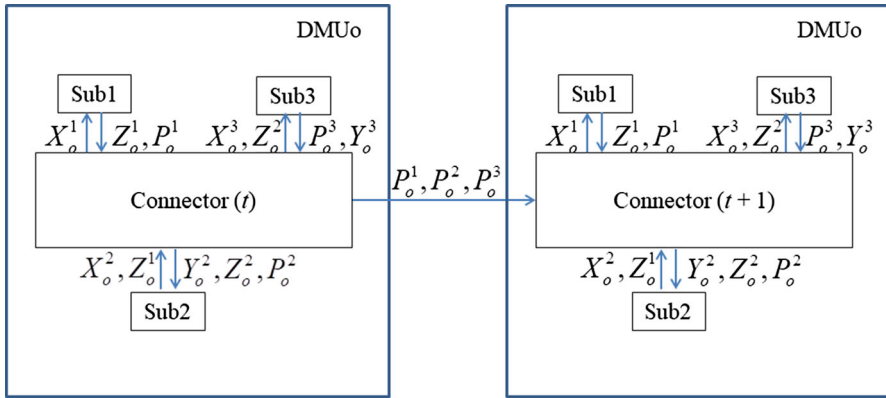 DMUo
Sub1
Sub3
X_o^1 Z_o^1, P_o^1
X_o^3, Z_o^2 P_o^3, Y_o^3
Connector (t)
X_o^2, Z_o^1 Y_o^2, Z_o^2, P_o^2
Sub2
P_o^1, P_o^2, P_o^3
DMUo
Sub1
Sub3
X_o^1 Z_o^1, P_o^1
X_o^3, Z_o^2 P_o^3, Y_o^3
Connector (t + 1)
X_o^2, Z_o^1 Y_o^2, Z_o^2, P_o^2
Sub2